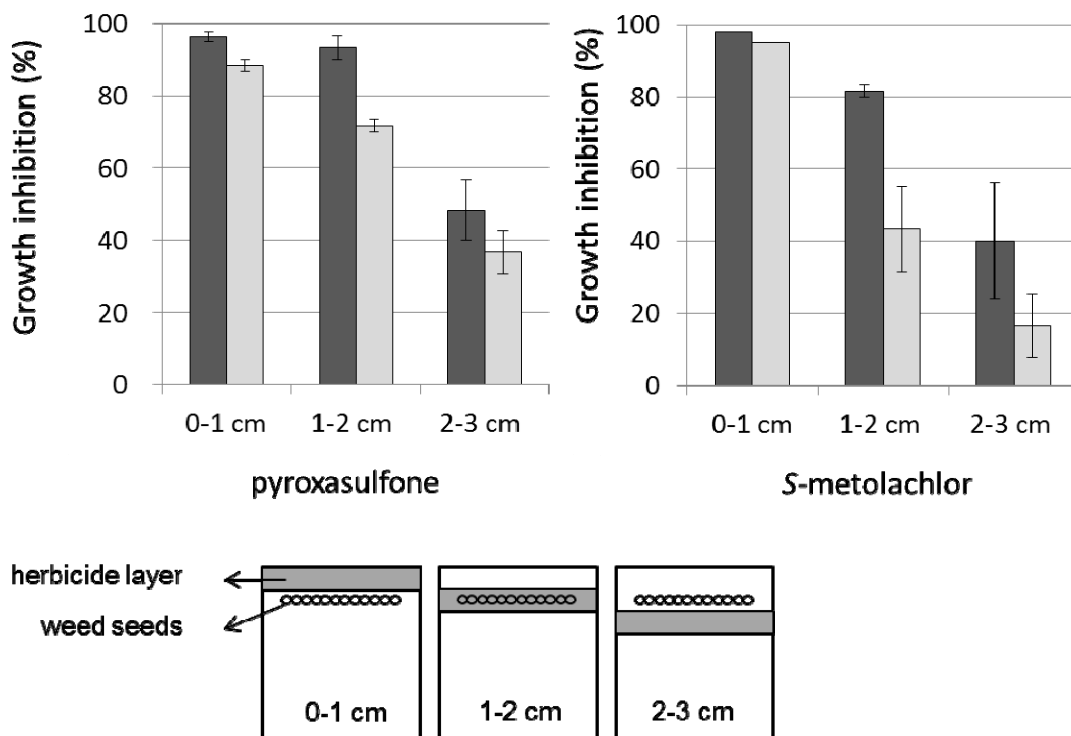 Growth inhibition (%)
100
80
60
40
20
0
0-1 cm
1-2 cm
2-3 cm
pyroxasulfone
Growth inhibition (%)
100
80
60
40
20
0
0-1 cm
1-2 cm
2-3 cm
S-metolachlor
herbicide layer
weed seeds
0-1 cm
1-2 cm
2-3 cm